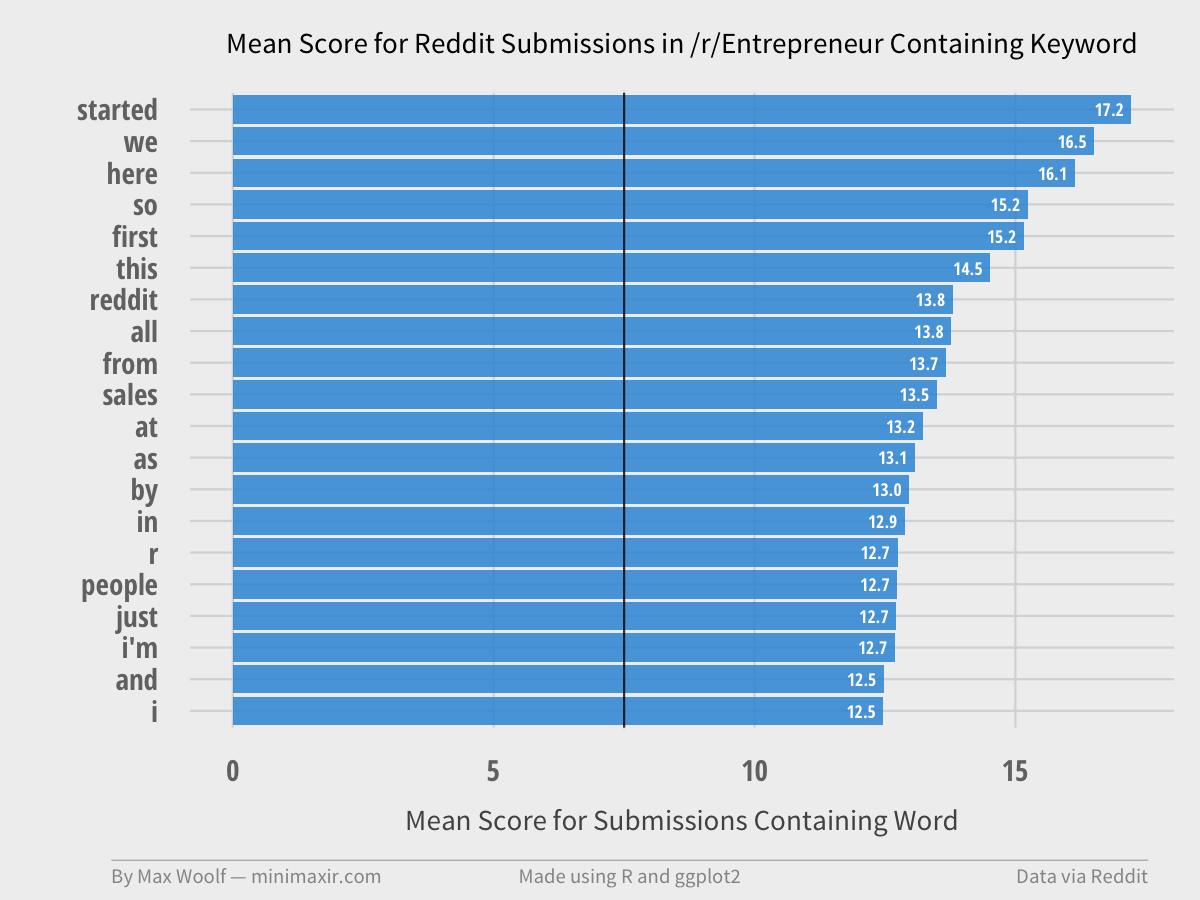 Mean Score for Reddit Submissions in /r/Entrepreneur Containing Keyword
started 17.2
we 16.5
here 16.1
so 15.2
first 15.2
this 14.5
reddit 13.8
all 13.8
from 13.7
sales 13.5
at 13.2
as 13.1
by 13.0
in 12.9
r 12.7
people 12.7
just 12.7
i'm 12.7
and 12.5
i 12.5
0 5 10 15
Mean Score for Submissions Containing Word
By Max Woolf — minimaxir.com Made using R and ggplot2 Data via Reddit